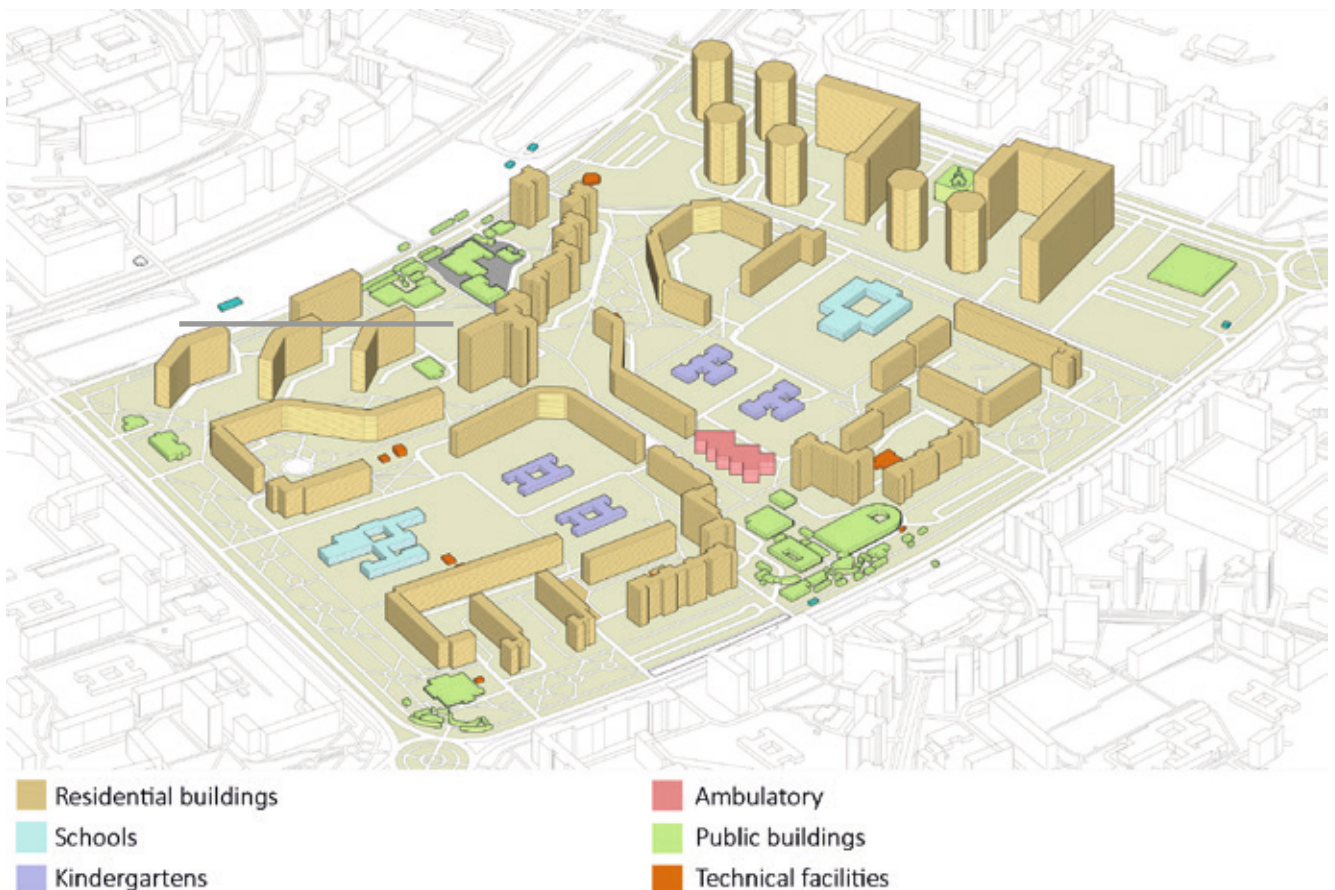 Residential buildings
Schools
Kindergartens
Ambulatory
Public buildings
Technical facilities